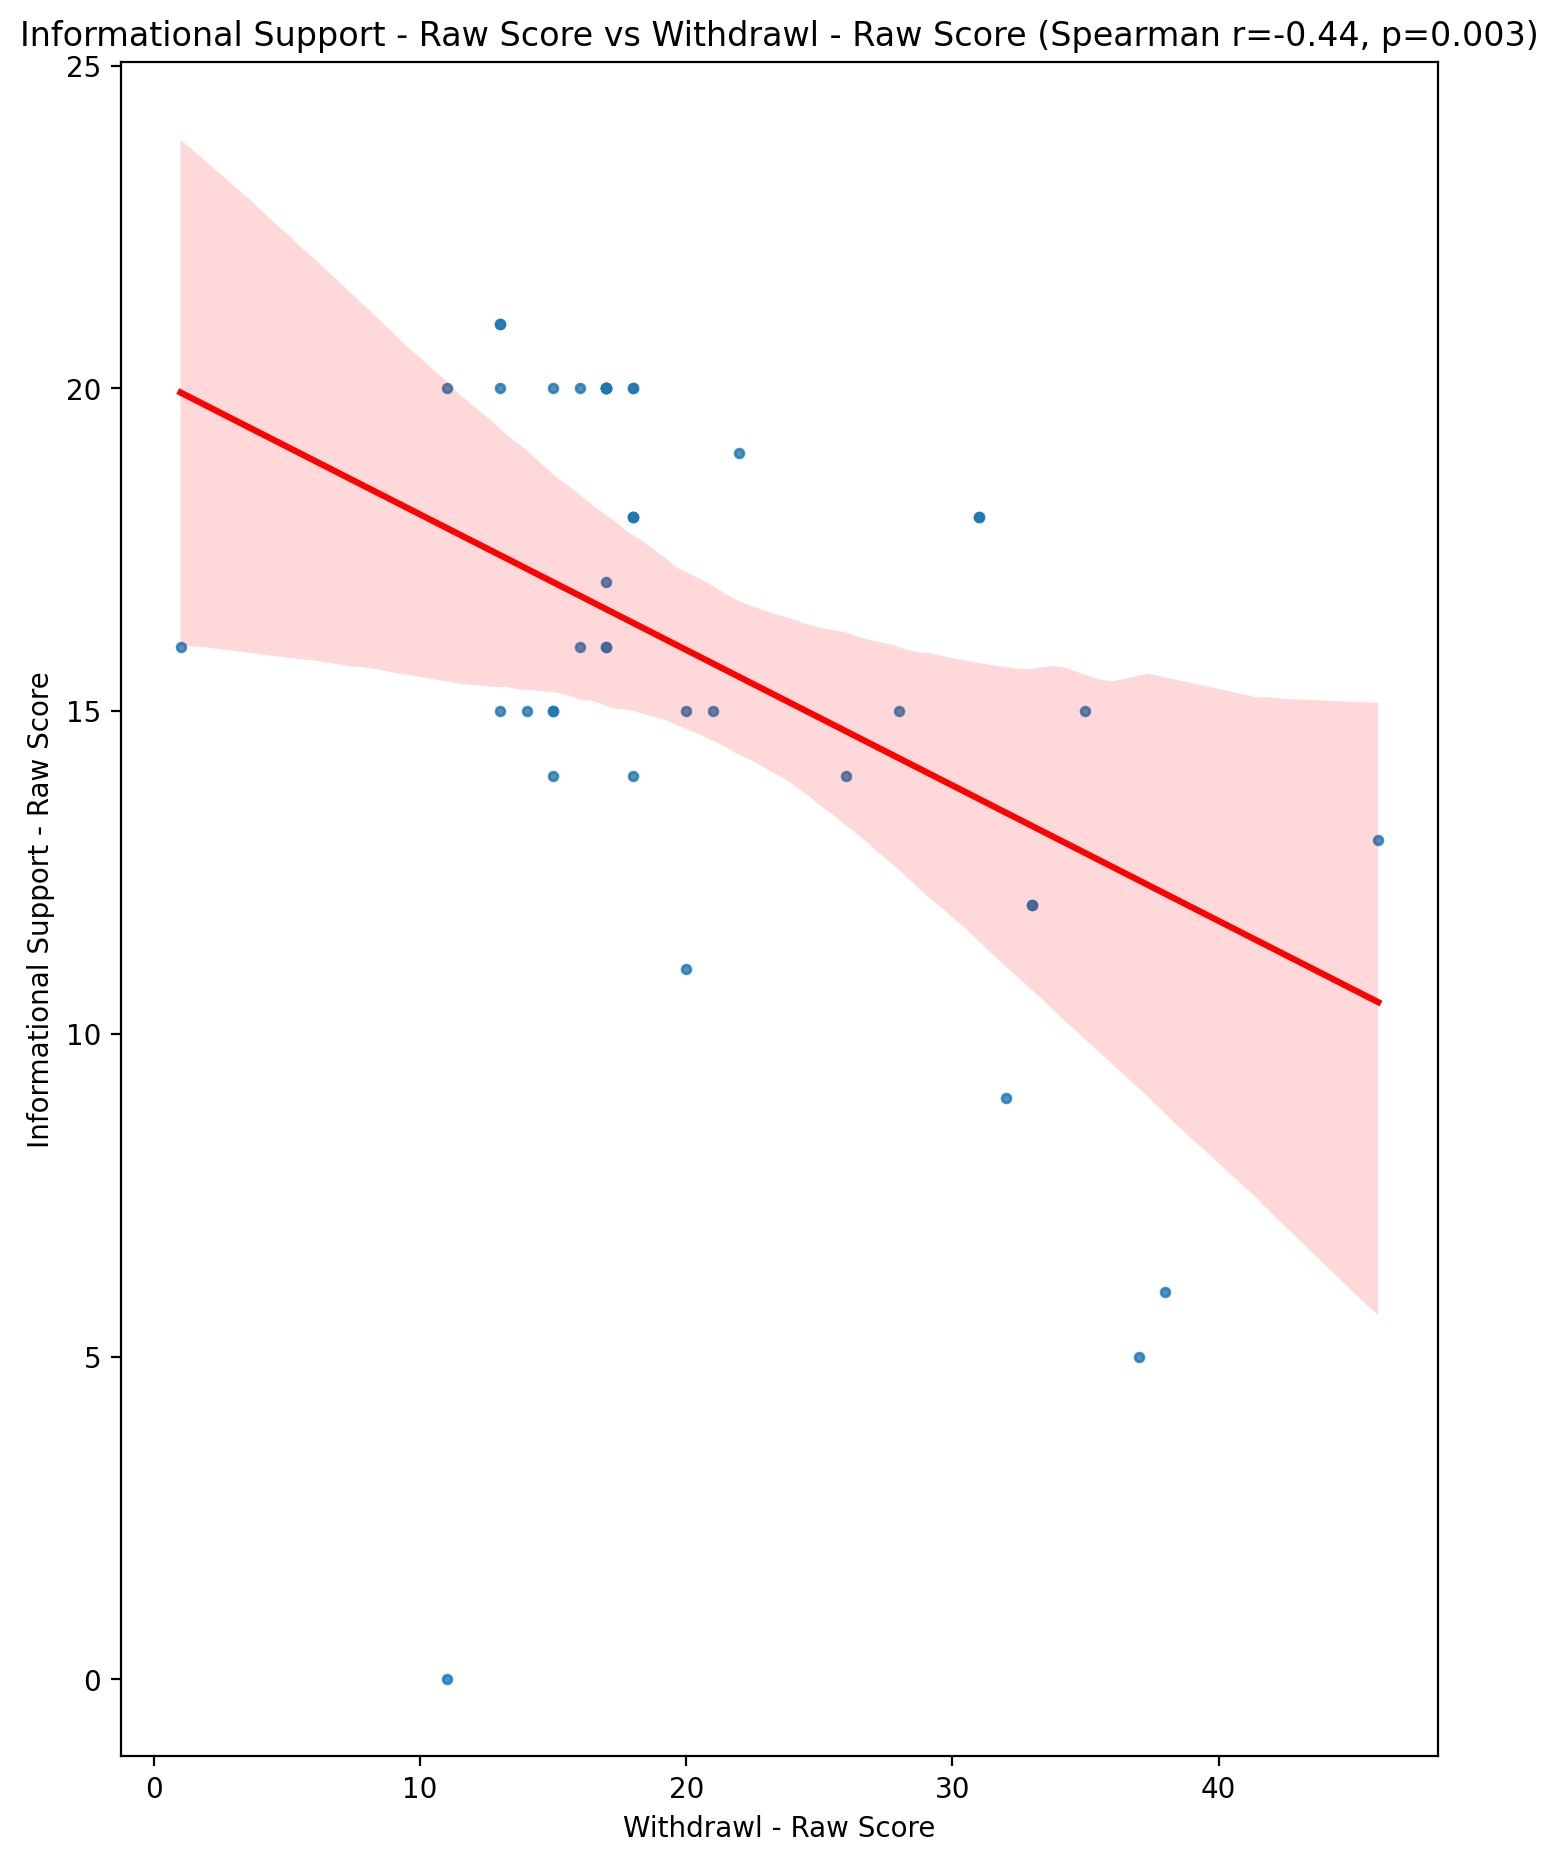 Informational Support - Raw Score vs Withdrawl - Raw Score (Spearman r=-0.44, p=0.003)
25
20
15
10
5
0
Informational Support - Raw Score
0 10 20 30 40
Withdrawl - Raw Score